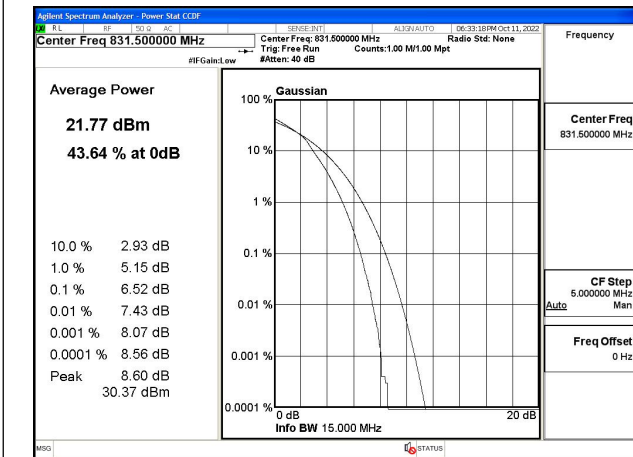 Agilent Spectrum Analyzer - Power Stat CCDF
RL RF 50 Ω AC SENSE:INT ALIGNAUTO 06:33:18PM Oct 11, 2022
Center Freq 831.500000 MHz
Center Freq: 831.500000 MHz Radio Std: None
Trig: Free Run Counts:1.00 M/1.00 Mpt
#IFGain:Low #Atten: 40 dB
Frequency
Average Power
21.77 dBm
43.64 % at 0dB
10.0 % 2.93 dB
1.0 % 5.15 dB
0.1 % 6.52 dB
0.01 % 7.43 dB
0.001 % 8.07 dB
0.0001 % 8.56 dB
Peak 8.60 dB
30.37 dBm
Gaussian
100 %
10 %
1 %
0.1 %
0.01 %
0.001 %
0.0001 %
0 dB 20 dB
Info BW 15.000 MHz
Center Freq
831.500000 MHz
CF Step
5.000000 MHz
Auto Man
Freq Offset
0 Hz
MSG STATUS